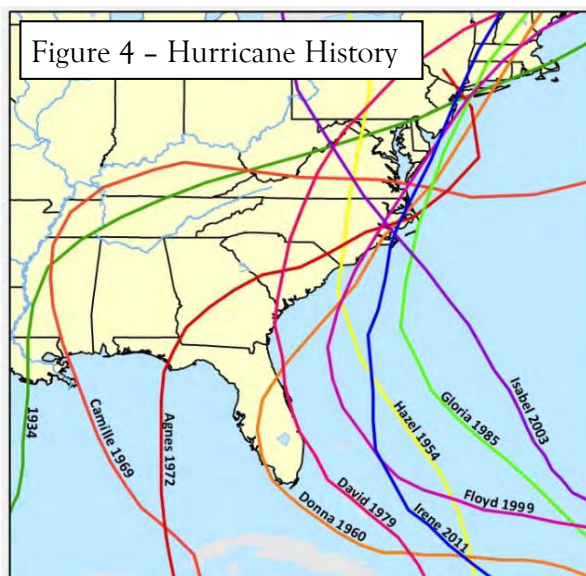 Figure 4 – Hurricane History
1934
Camille 1969
Agnes 1972
Donna 1960
David 1979
Hazel 1954
Irene 2011
Floyd 1999
Gloria 1985
Isabel 2003